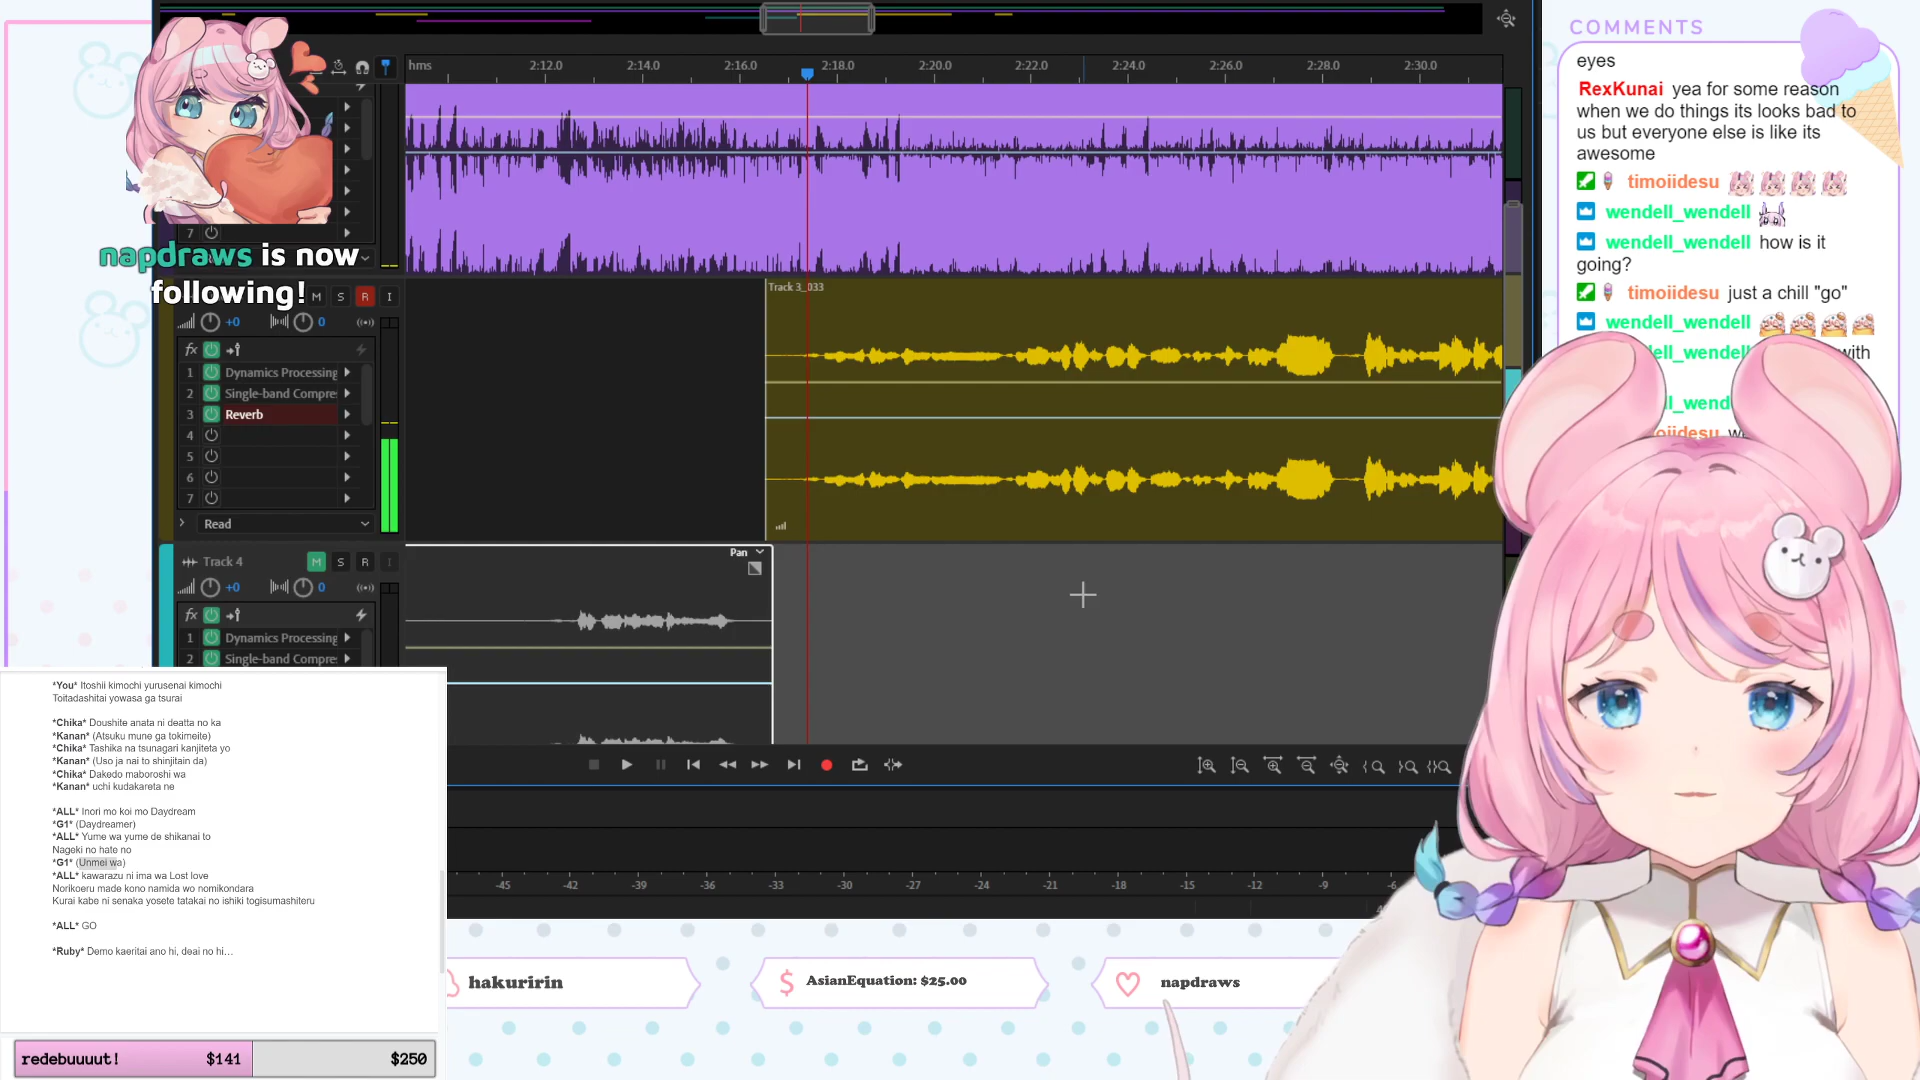 hms
2:12.0
2:14.0
2:16.0
2:18.0
2:20.0
2:22.0
2:24.0
2:26.0
2:28.0
2:30.0
napdraws is now
following!
7
M
S
R
I
+0
0
fx
1 Dynamics Processing
2 Single-band Compre
3 Reverb
4
5
6
7
Read
Track 3_033
Track 4
M
S
R
I
+0
0
fx
1 Dynamics Processing
2 Single-band Compre
Pan
-45
-42
-39
-36
-33
-30
-27
-24
-21
-18
-15
-12
-9
-6
*You* Itoshii kimochi yurusenai kimochi
Toitadashitai yowasa ga tsurai
*Chika* Doushite anata ni deatta no ka
*Kanan* (Atsuku mune ga tokimeite)
*Chika* Tashika na tsunagari kanjiteta yo
*Kanan* (Uso ja nai to shinjitain da)
*Chika* Dakedo maboroshi wa
*Kanan* uchi kudakareta ne
*ALL* Inori mo koi mo Daydream
*G1* (Daydreamer)
*ALL* Yume wa yume de shikanai to
Nageki no hate no
*G1* (Unmei wa)
*ALL* kawarazu ni ima wa Lost love
Norikoeru made kono namida wo nomikondara
Kurai kabe ni senaka yosete tatakai no ishiki togisumashiteru
*ALL* GO
*Ruby* Demo kaeritai ano hi, deai no hi…
redebuuuut!
$141
$250
hakuririn
$ AsianEquation: $25.00
napdraws
COMMENTS
eyes
RexKunai yea for some reason
when we do things its looks bad to
us but everyone else is like its
awesome
timoiidesu
wendell_wendell
wendell_wendell how is it
going?
timoiidesu just a chill "go"
wendell_wendell
ell_wendell with